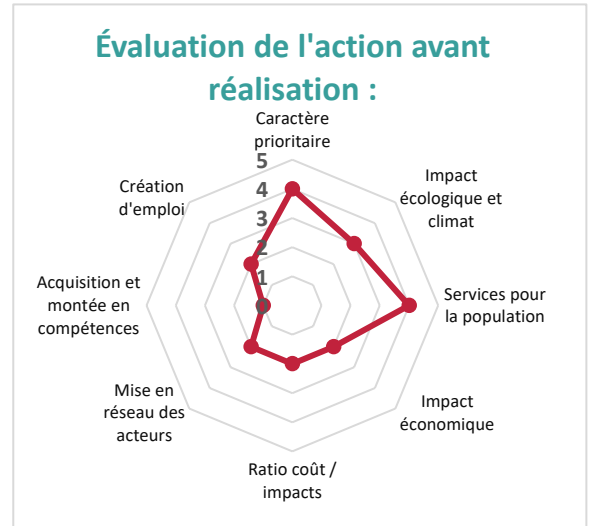 Évaluation de l'action avant
réalisation :
Caractère
prioritaire
Impact
écologique et
climat
Services pour
la population
Impact
économique
Ratio coût /
impacts
Mise en
réseau des
acteurs
Acquisition et
montée en
compétences
Création
d'emploi
5
4
3
2
1
0